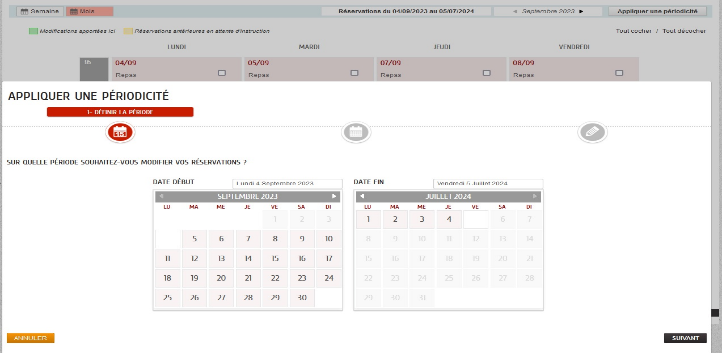 Semaine Mois Réservations du 04/09/2023 au 05/07/2024 Septembre 2023 Appliquer une périodicité
Modifications apportées ici Réservations antérieures en attente d'instruction Tout cocher / Tout décocher
LUNDI MARDI JEUDI VENDREDI
04/09 05/09 07/09 08/09
Repas Repas Repas Repas
APPLIQUER UNE PÉRIODICITÉ
1- DÉFINIR LA PÉRIODE
SUR QUELLE PÉRIODE SOUHAITEZ-VOUS MODIFIER VOS RÉSERVATIONS ?
DATE DÉBUT Lundi 4 Septembre 2023 DATE FIN Vendredi 5 Juillet 2024
SEPTEMBRE 2023 JUILLET 2024
LU MA ME JE VE SA DI LU MA ME JE VE SA DI
1 2 3 1 2 3 4 6 7
5 6 7 8 9 10 8 9 10 11 12 13 14
11 12 13 14 15 16 17 15 16 17 18 19 20 21
18 19 20 21 22 23 24 22 23 24 25 26 27 28
25 26 27 28 29 30 29 30 31
ANNULER SUIVANT